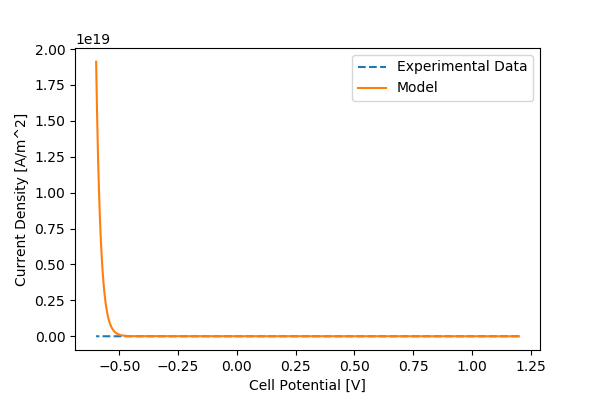 1e19
2.00
1.75
1.50
1.25
1.00
0.75
0.50
0.25
0.00
Current Density [A/m^2]
Experimental Data
Model
−0.50 −0.25 0.00 0.25 0.50 0.75 1.00 1.25
Cell Potential [V]